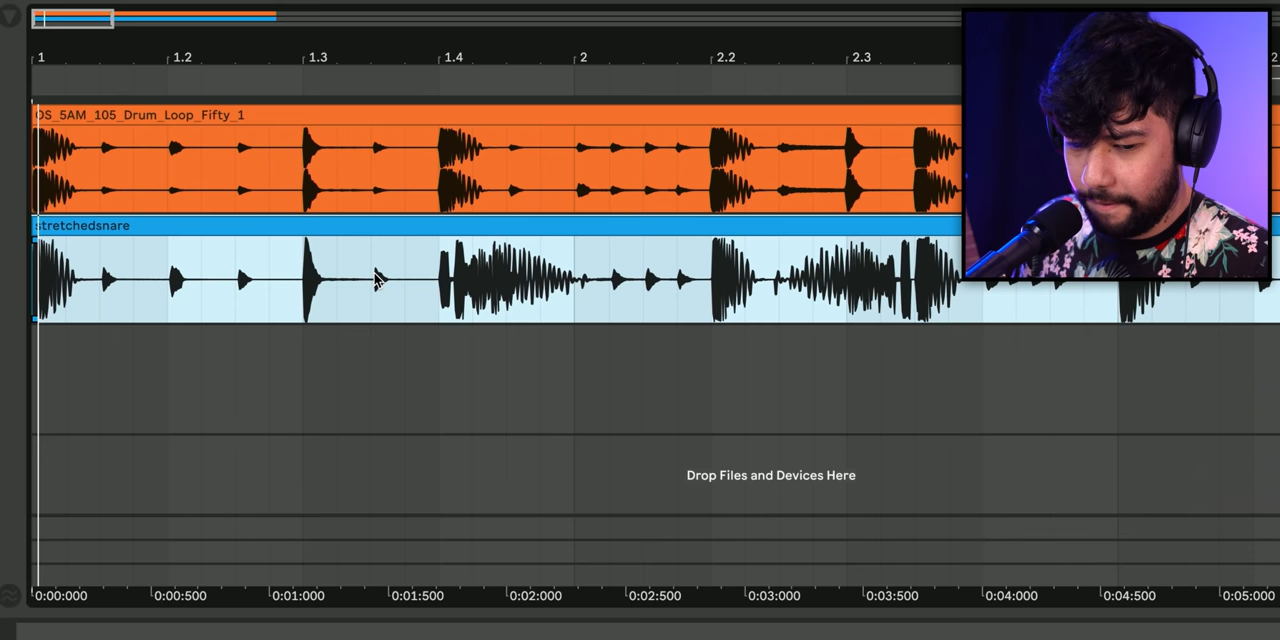 1 1.2 1.3 1.4 2 2.2 2.3 2
OS_5AM_105_Drum_Loop_Fifty_1
stretchedsnare
Drop Files and Devices Here
0:00:000 0:00:500 0:01:000 0:01:500 0:02:000 0:02:500 0:03:000 0:03:500 0:04:000 0:04:500 0:05:000